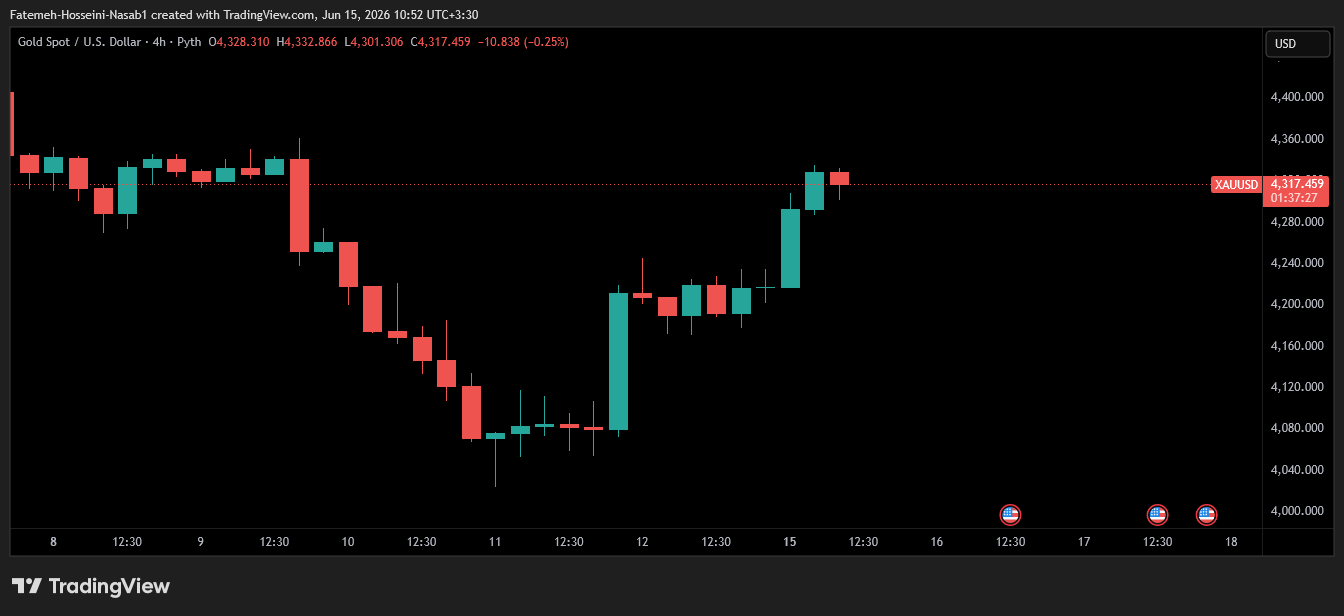 Fatemeh-Hosseini-Nasab1 created with TradingView.com, Jun 15, 2026 10:52 UTC+3:30
Gold Spot / U.S. Dollar · 4h · Pyth O4,328.310 H4,332.866 L4,301.306 C4,317.459 −10.838 (−0.25%)
USD
4,400.000
4,360.000
XAUUSD 4,317.459
01:37:27
4,280.000
4,240.000
4,200.000
4,160.000
4,120.000
4,080.000
4,040.000
4,000.000
8 12:30 9 12:30 10 12:30 11 12:30 12 12:30 15 12:30 16 12:30 17 12:30 18
TradingView